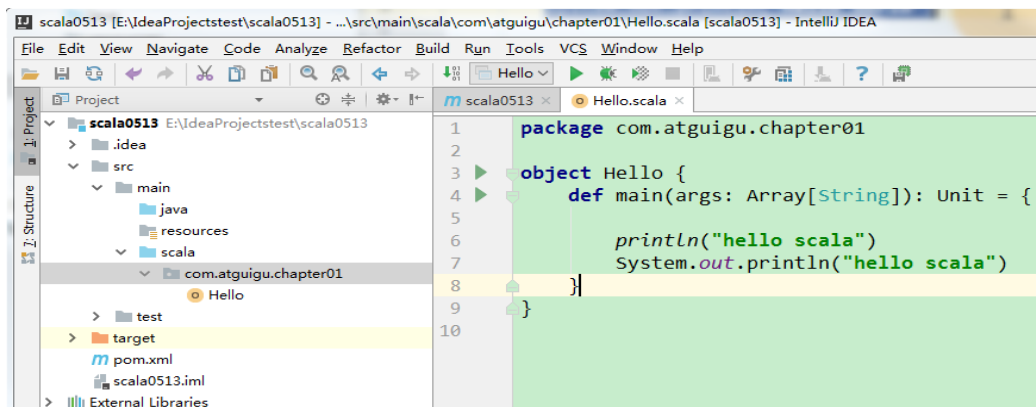 scala0513 [E:\IdeaProjectstest\scala0513] - ...\src\main\scala\com\atguigu\chapter01\Hello.scala [scala0513] - IntelliJ IDEA
File Edit View Navigate Code Analyze Refactor Build Run Tools VCS Window Help
Hello
Project
scala0513
Hello.scala
1: Project
7: Structure
scala0513 E:\IdeaProjectstest\scala0513
.idea
src
main
java
resources
scala
com.atguigu.chapter01
Hello
test
target
pom.xml
scala0513.iml
External Libraries
1 package com.atguigu.chapter01
2
3 object Hello {
4 def main(args: Array[String]): Unit = {
5
6 println("hello scala")
7 System.out.println("hello scala")
8 }
9 }
10